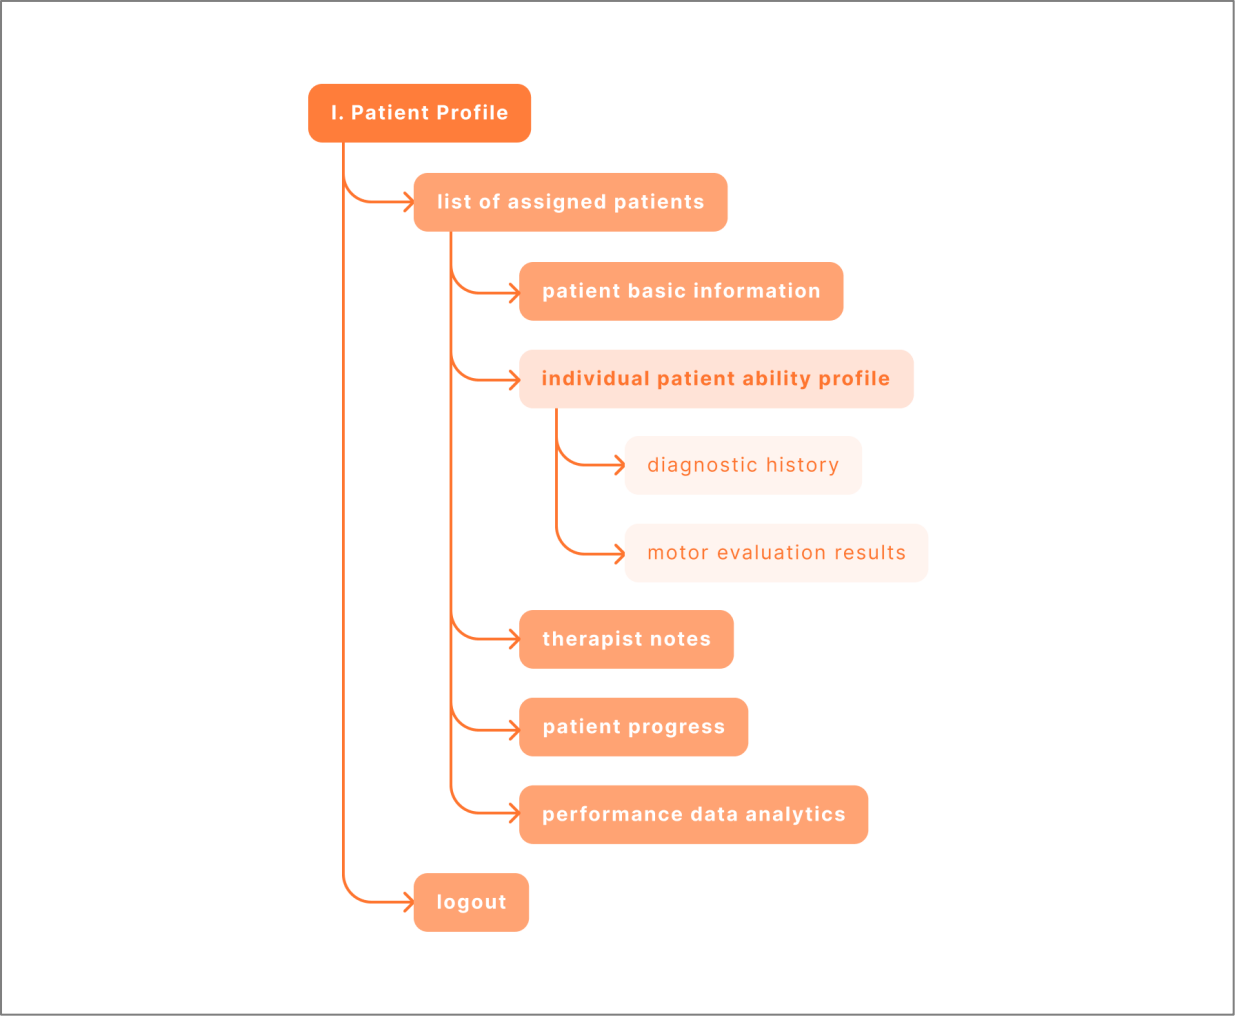 I. Patient Profile
list of assigned patients
patient basic information
individual patient ability profile
diagnostic history
motor evaluation results
therapist notes
patient progress
performance data analytics
logout